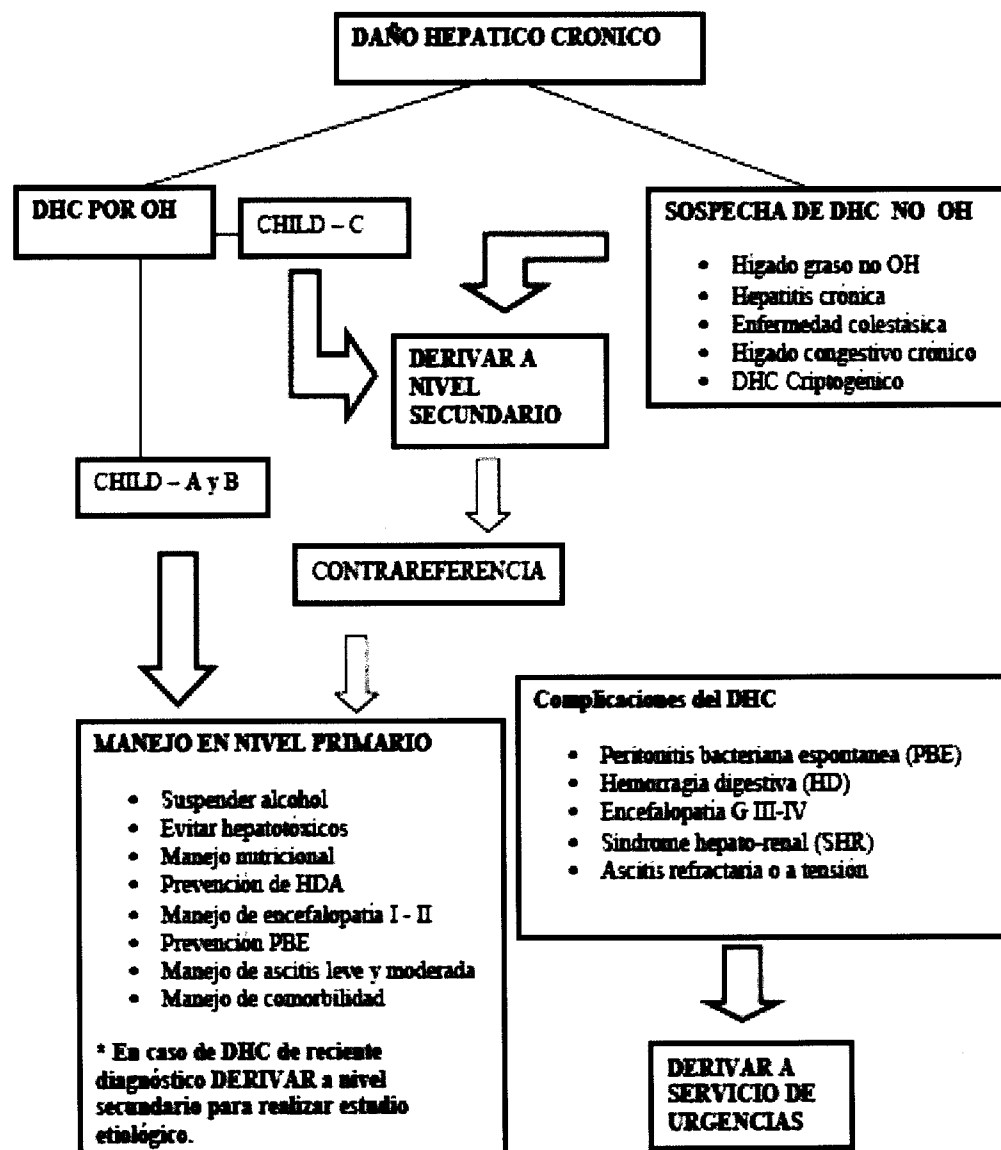 DAÑO HEPATICO CRONICO
DHC POR OH
CHILD – C
SOSPECHA DE DHC NO OH
• Hígado graso no OH
• Hepatitis crónica
• Enfermedad colestásica
• Hígado congestivo crónico
• DHC Criptogénico
DERIVAR A
NIVEL
SECUNDARIO
CHILD – A y B
CONTRAREFERENCIA
MANEJO EN NIVEL PRIMARIO
• Suspender alcohol
• Evitar hepatotóxicos
• Manejo nutricional
• Prevención de HDA
• Manejo de encefalopatía I - II
• Prevención PBE
• Manejo de ascitis leve y moderada
• Manejo de comorbilidad
* En caso de DHC de reciente
diagnóstico DERIVAR a nivel
secundario para realizar estudio
etiológico.
Complicaciones del DHC
• Peritonitis bacteriana espontanea (PBE)
• Hemorragia digestiva (HD)
• Encefalopatía G III-IV
• Síndrome hepato-renal (SHR)
• Ascitis refractaria o a tensión
DERIVAR A
SERVICIO DE
URGENCIAS